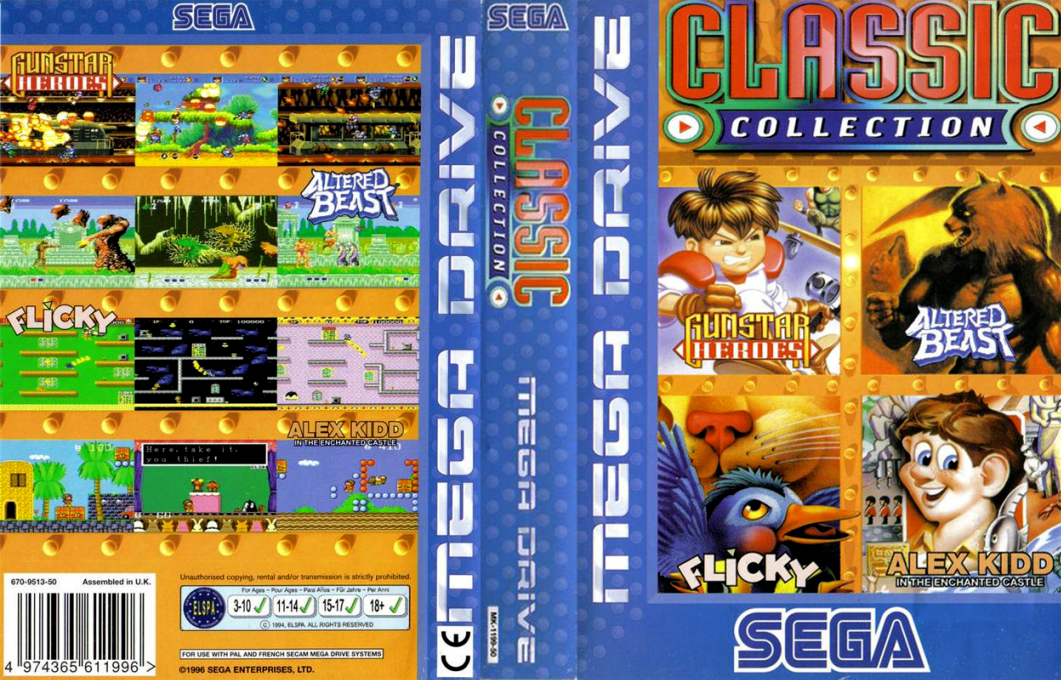 SEGA
GUNSTAR
HEROES
ALTERED
BEAST
FLiCKY
TOP 100000
ALEX KIDD
IN THE ENCHANTED CASTLE
Here,take it,
you thief!
670-9513-50
Assembled in U.K.
4 974365 611996 >
Unauthorised copying, rental and/or transmission is strictly prohibited.
For Ages – Pour Ages – Para Años – Für Jahre – Per Anni
ELSPA
3-10 ✓ 11-14 ✓ 15-17 ✓ 18+ ✓
© 1994, ELSPA. ALL RIGHTS RESERVED
FOR USE WITH PAL AND FRENCH SECAM MEGA DRIVE SYSTEMS
©1996 SEGA ENTERPRISES, LTD.
MEGA DRIVE
CE
SEGA
CLASSIC
COLLECTION
MEGA DRIVE
MK-1199-50
MEGA DRIVE
CLASSIC
COLLECTION
GUNSTAR
HEROES
ALTERED
BEAST
FLiCKY
ALEX KIDD
IN THE ENCHANTED CASTLE
SEGA